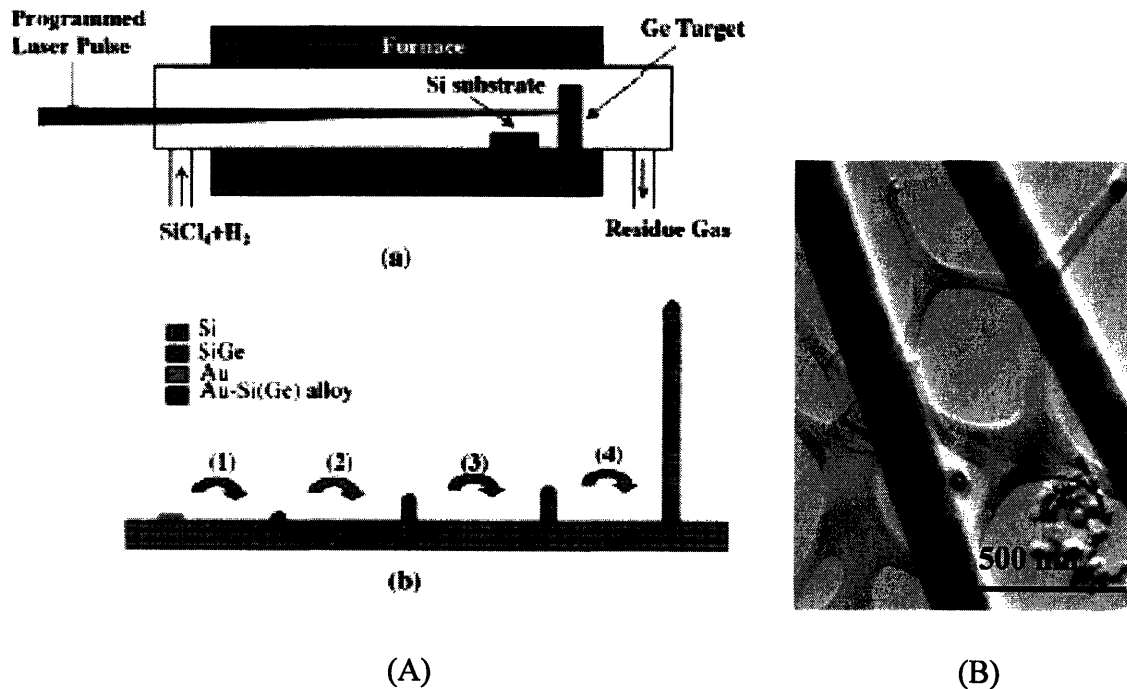 Programmed
Laser Pulse
Furnace
Ge Target
Si substrate
SiCl₄+H₂
Residue Gas
(a)
Si
SiGe
Au
Au-Si(Ge) alloy
(1)
(2)
(3)
(4)
(b)
500
(A)
(B)